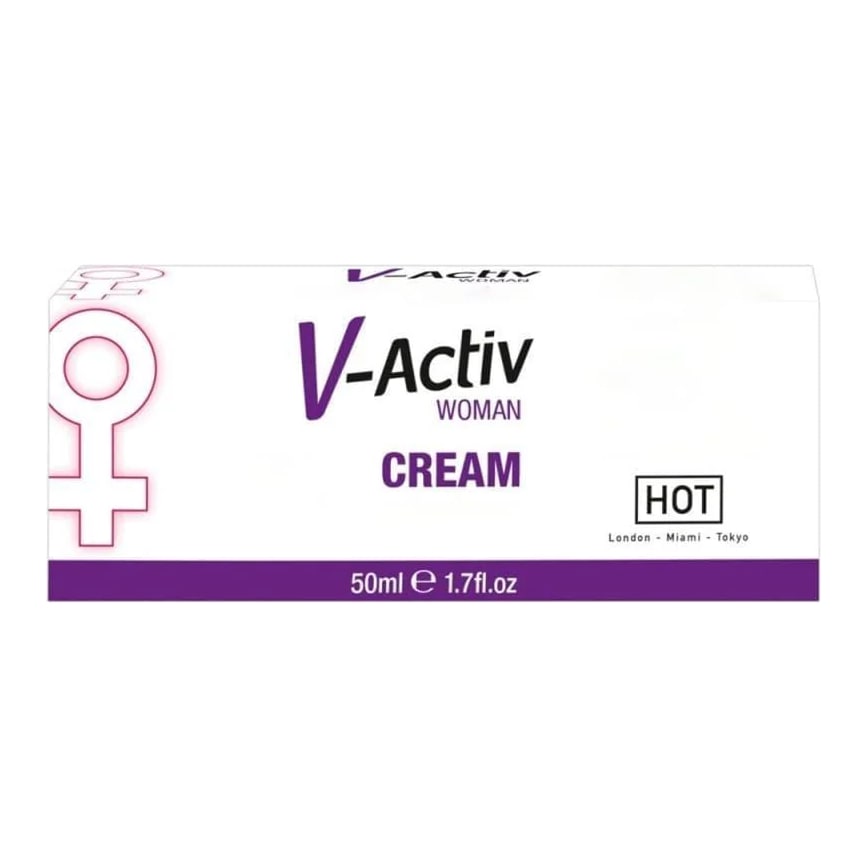 V-Activ
WOMAN
V-Activ
WOMAN
CREAM
HOT
London - Miami - Tokyo
50ml ℮ 1.7fl.oz